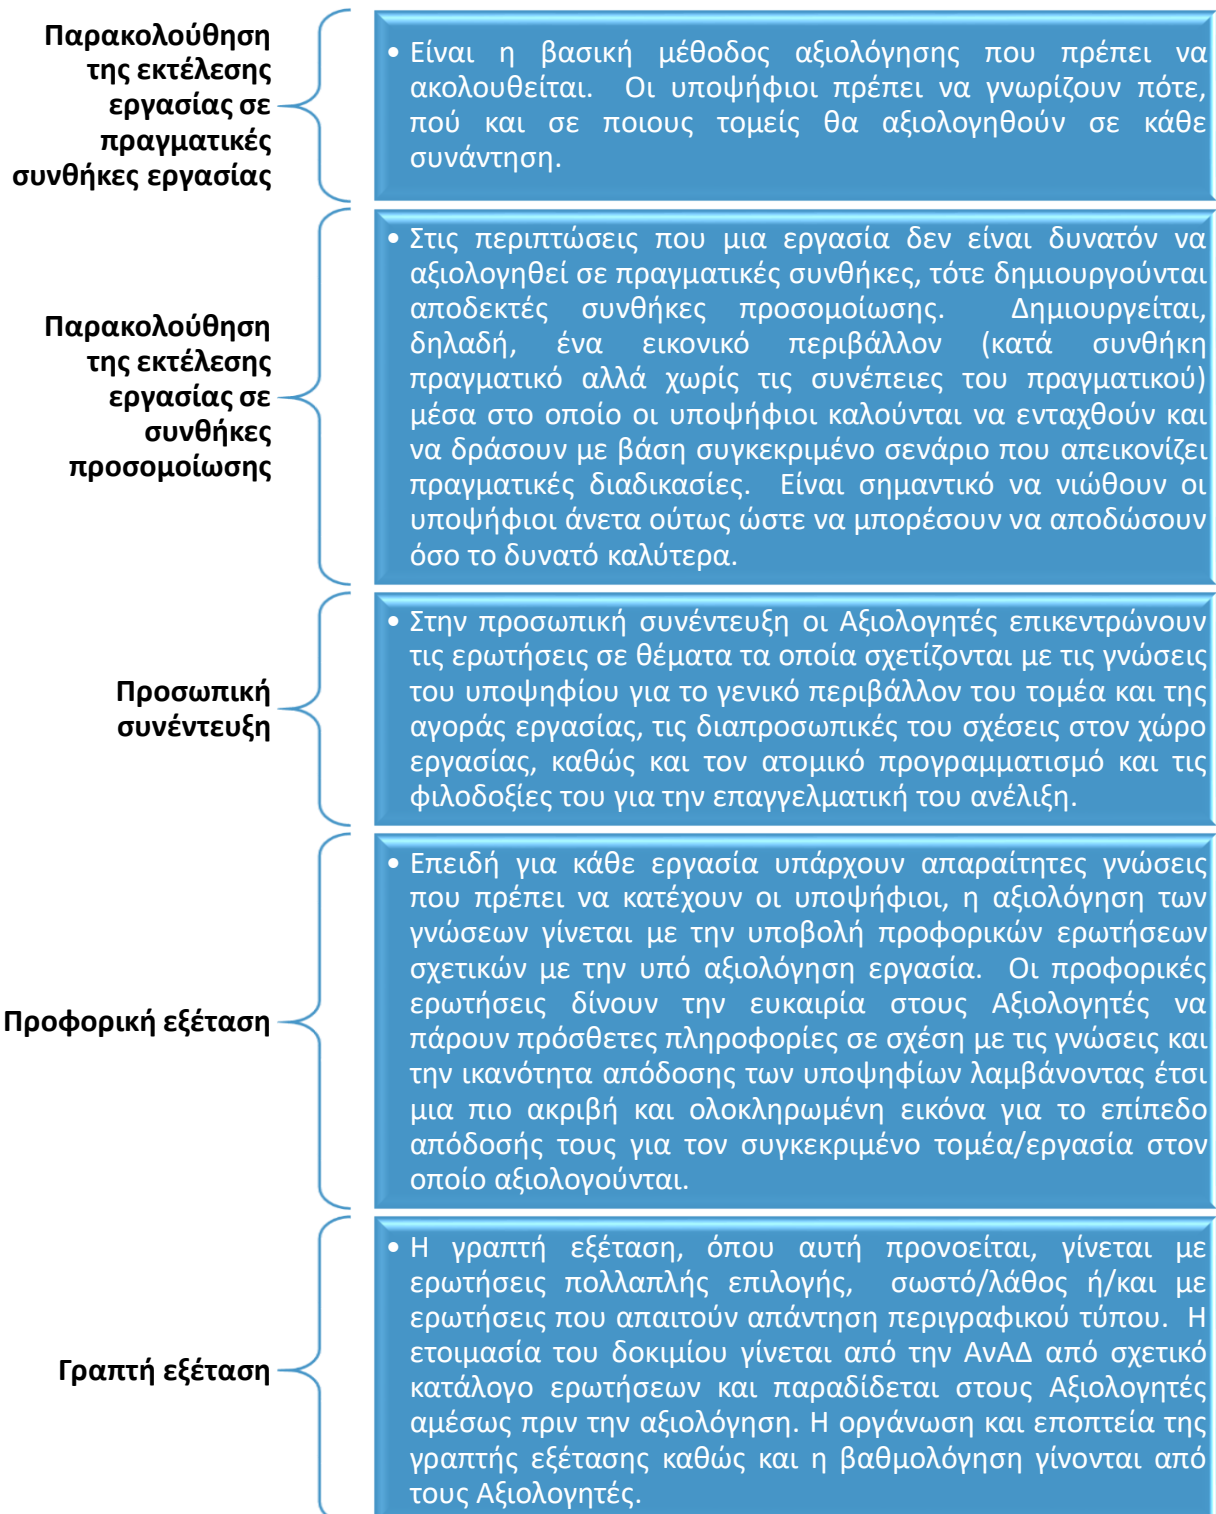 Παρακολούθηση
της εκτέλεσης
εργασίας σε
πραγματικές
συνθήκες εργασίας
• Είναι η βασική μέθοδος αξιολόγησης που πρέπει να
ακολουθείται. Οι υποψήφιοι πρέπει να γνωρίζουν πότε,
πού και σε ποιους τομείς θα αξιολογηθούν σε κάθε
συνάντηση.
Παρακολούθηση
της εκτέλεσης
εργασίας σε
συνθήκες
προσομοίωσης
• Στις περιπτώσεις που μια εργασία δεν είναι δυνατόν να
αξιολογηθεί σε πραγματικές συνθήκες, τότε δημιουργούνται
αποδεκτές συνθήκες προσομοίωσης. Δημιουργείται,
δηλαδή, ένα εικονικό περιβάλλον (κατά συνθήκη
πραγματικό αλλά χωρίς τις συνέπειες του πραγματικού)
μέσα στο οποίο οι υποψήφιοι καλούνται να ενταχθούν και
να δράσουν με βάση συγκεκριμένο σενάριο που απεικονίζει
πραγματικές διαδικασίες. Είναι σημαντικό να νιώθουν οι
υποψήφιοι άνετα ούτως ώστε να μπορέσουν να αποδώσουν
όσο το δυνατό καλύτερα.
Προσωπική
συνέντευξη
• Στην προσωπική συνέντευξη οι Αξιολογητές επικεντρώνουν
τις ερωτήσεις σε θέματα τα οποία σχετίζονται με τις γνώσεις
του υποψηφίου για το γενικό περιβάλλον του τομέα και της
αγοράς εργασίας, τις διαπροσωπικές του σχέσεις στον χώρο
εργασίας, καθώς και τον ατομικό προγραμματισμό και τις
φιλοδοξίες του για την επαγγελματική του ανέλιξη.
Προφορική εξέταση
• Επειδή για κάθε εργασία υπάρχουν απαραίτητες γνώσεις
που πρέπει να κατέχουν οι υποψήφιοι, η αξιολόγηση των
γνώσεων γίνεται με την υποβολή προφορικών ερωτήσεων
σχετικών με την υπό αξιολόγηση εργασία. Οι προφορικές
ερωτήσεις δίνουν την ευκαιρία στους Αξιολογητές να
πάρουν πρόσθετες πληροφορίες σε σχέση με τις γνώσεις και
την ικανότητα απόδοσης των υποψηφίων λαμβάνοντας έτσι
μια πιο ακριβή και ολοκληρωμένη εικόνα για το επίπεδο
απόδοσής τους για τον συγκεκριμένο τομέα/εργασία στον
οποίο αξιολογούνται.
Γραπτή εξέταση
• Η γραπτή εξέταση, όπου αυτή προνοείται, γίνεται με
ερωτήσεις πολλαπλής επιλογής, σωστό/λάθος ή/και με
ερωτήσεις που απαιτούν απάντηση περιγραφικού τύπου. Η
ετοιμασία του δοκιμίου γίνεται από την ΑνΑΔ από σχετικό
κατάλογο ερωτήσεων και παραδίδεται στους Αξιολογητές
αμέσως πριν την αξιολόγηση. Η οργάνωση και εποπτεία της
γραπτής εξέτασης καθώς και η βαθμολόγηση γίνονται από
τους Αξιολογητές.